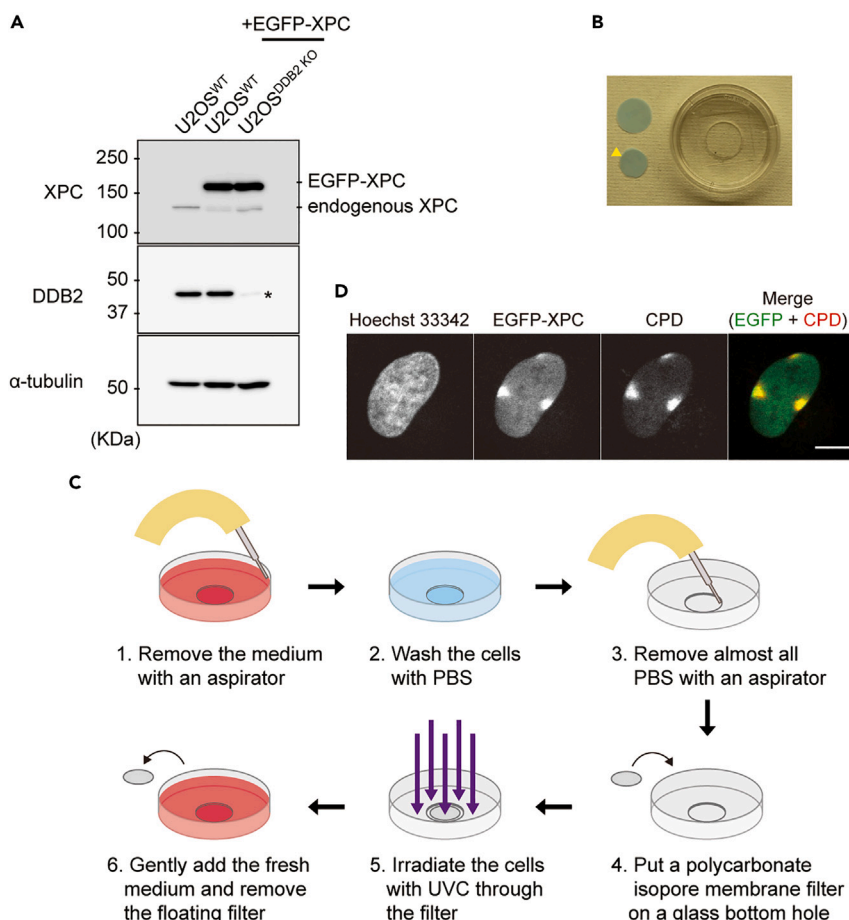 A
+EGFP-XPC
U2OS^WT
U2OS^WT
U2OS^DDB2 KO
XPC
250
150
100
EGFP-XPC
endogenous XPC
DDB2
50
37
*
α-tubulin
50
(KDa)
B
D
Hoechst 33342
EGFP-XPC
CPD
Merge
(EGFP + CPD)
C
1. Remove the medium
with an aspirator
2. Wash the cells
with PBS
3. Remove almost all
PBS with an aspirator
6. Gently add the fresh
medium and remove
the floating filter
5. Irradiate the cells
with UVC through
the filter
4. Put a polycarbonate
isopore membrane filter
on a glass bottom hole